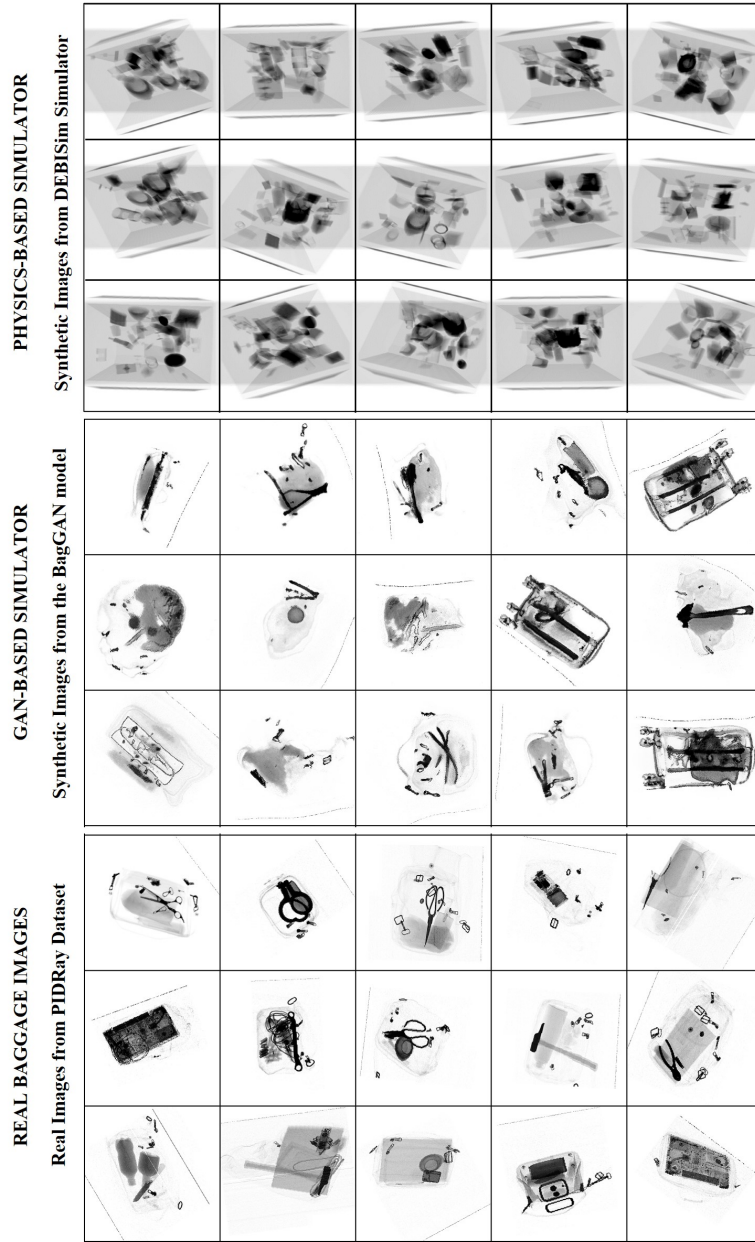 PHYSICS-BASED SIMULATOR
Synthetic Images from DEBISim Simulator
GAN-BASED SIMULATOR
Synthetic Images from the BagGAN model
REAL BAGGAGE IMAGES
Real Images from PIDRay Dataset